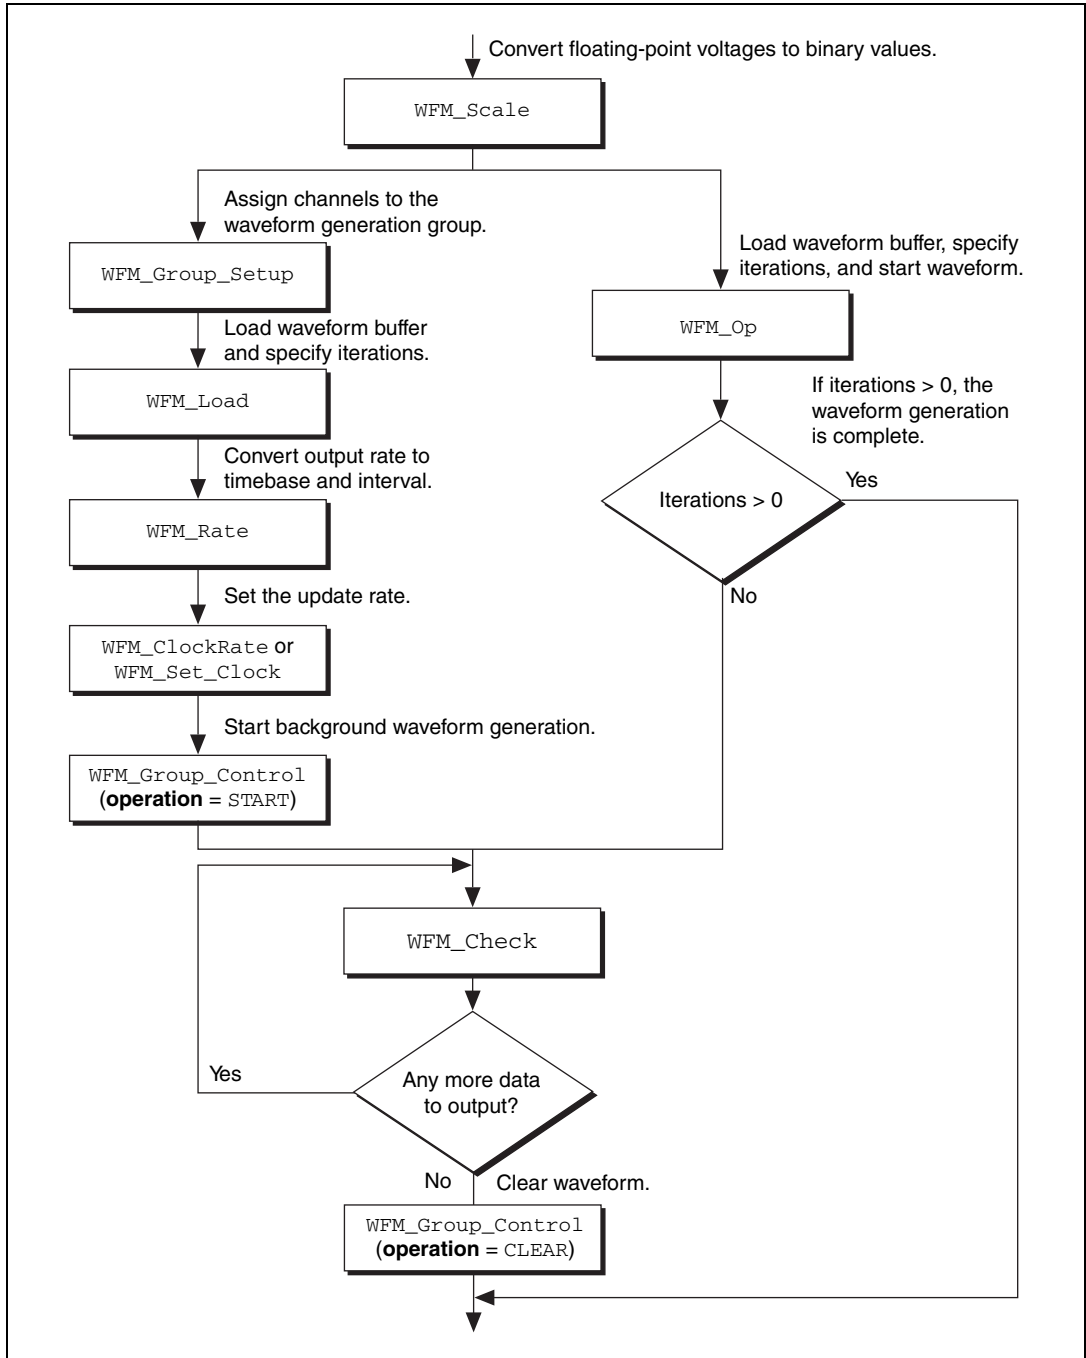 Convert floating-point voltages to binary values.
WFM_Scale
Assign channels to the
waveform generation group.
WFM_Group_Setup
Load waveform buffer
and specify iterations.
WFM_Load
Convert output rate to
timebase and interval.
WFM_Rate
Set the update rate.
WFM_ClockRate or
WFM_Set_Clock
Start background waveform generation.
WFM_Group_Control
(operation = START)
Load waveform buffer, specify
iterations, and start waveform.
WFM_Op
If iterations > 0, the
waveform generation
is complete.
Iterations > 0
Yes
No
WFM_Check
Any more data
to output?
Yes
No
Clear waveform.
WFM_Group_Control
(operation = CLEAR)